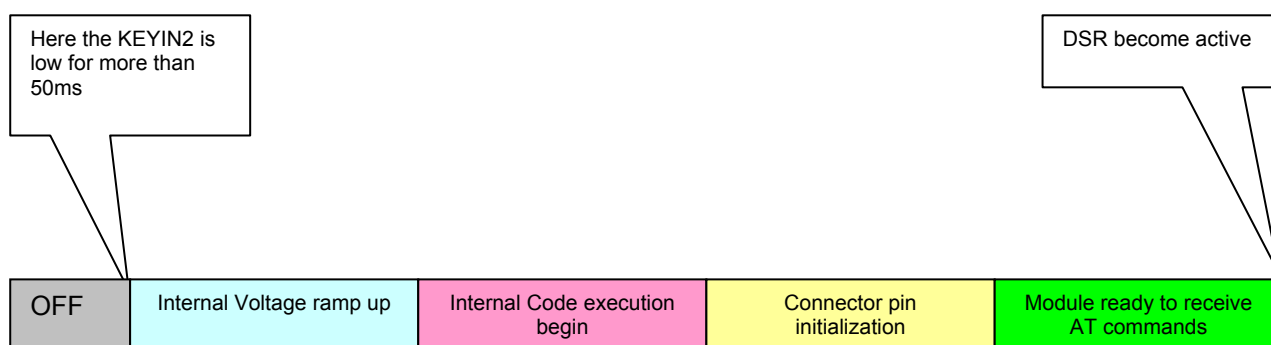 Here the KEYIN2 is
low for more than
50ms
DSR become active
OFF
Internal Voltage ramp up
Internal Code execution
begin
Connector pin
initialization
Module ready to receive
AT commands